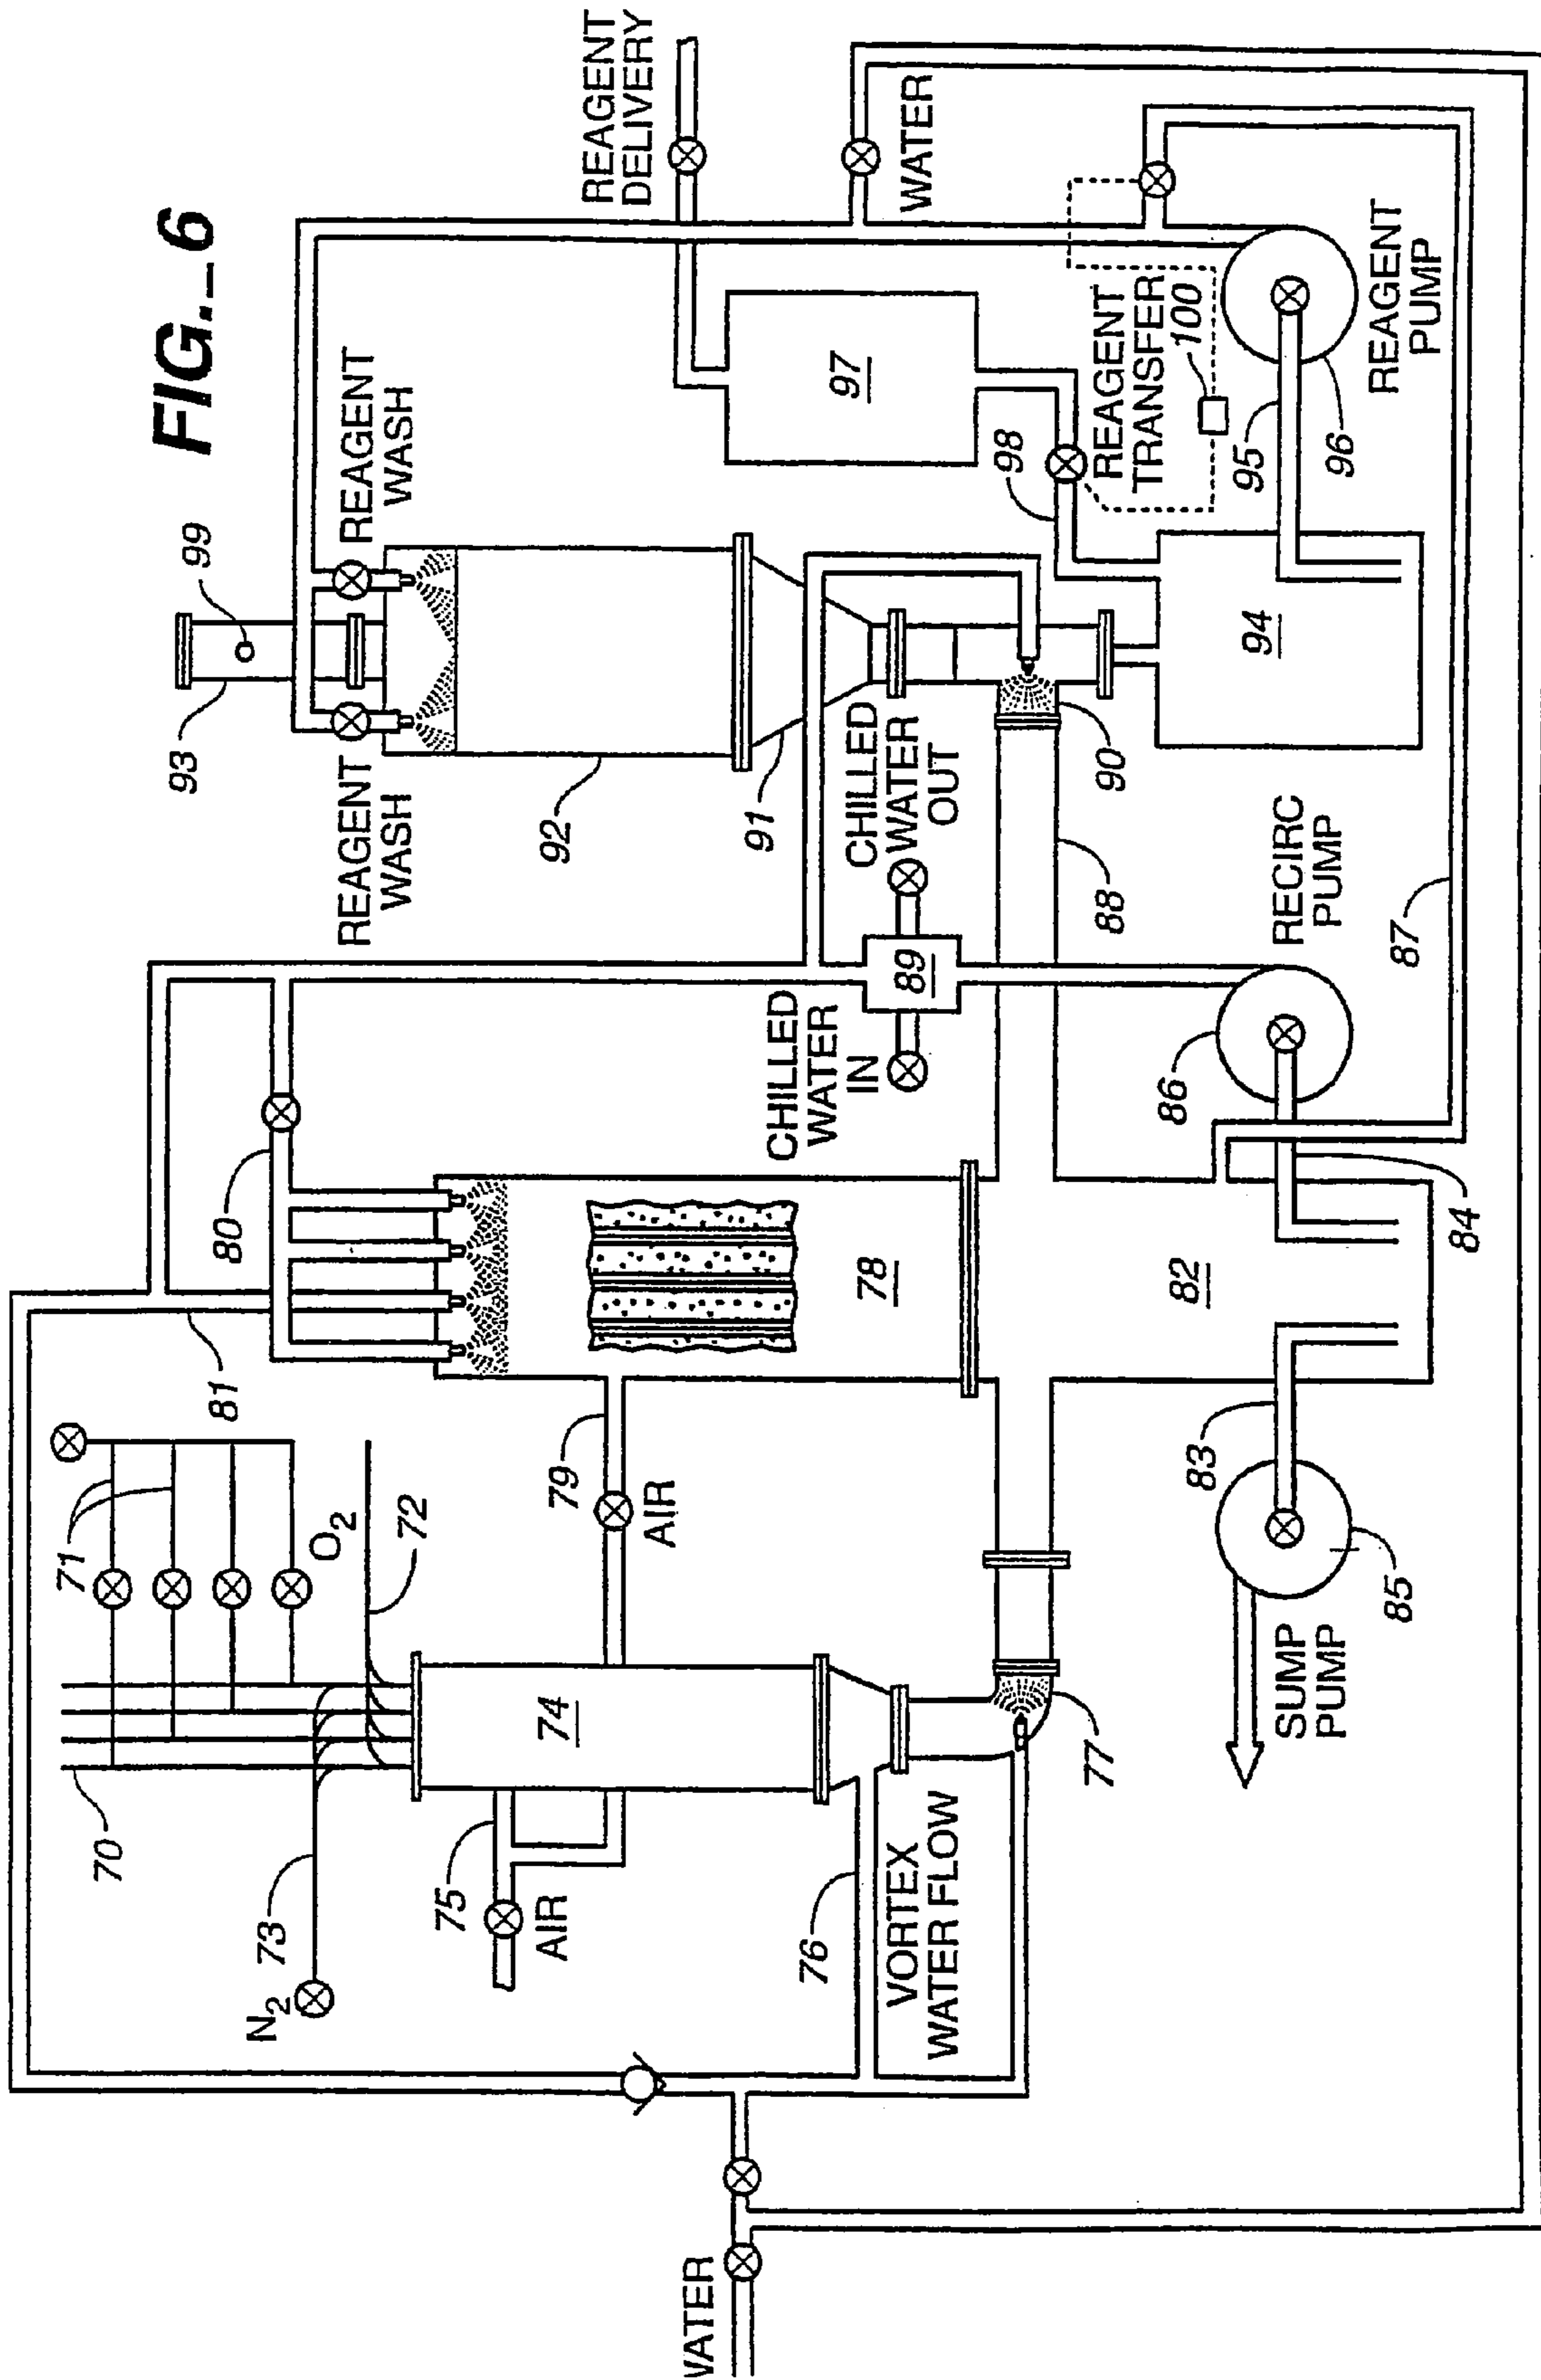 FIG._6
70
71
O2
72
73
N2
74
75
AIR
76
VORTEX
WATER FLOW
77
78
79
AIR
80
81
82
83
84
85
SUMP
PUMP
86
RECIRC
PUMP
87
88
89
CHILLED
WATER
IN
CHILLED
WATER
OUT
90
91
92
93
99
REAGENT
WASH
REAGENT
WASH
94
95
96
REAGENT
PUMP
97
98
REAGENT
TRANSFER
100
REAGENT
DELIVERY
WATER
WATER